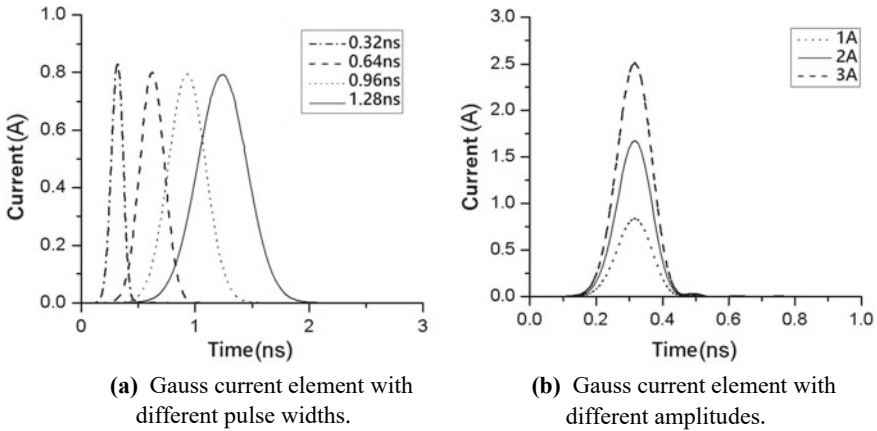 1.0
0.8
0.6
0.4
0.2
0.0
Current (A)
0
1
2
3
Time(ns)
0.32ns
0.64ns
0.96ns
1.28ns
(a) Gauss current element with
different pulse widths.
3.0
2.5
2.0
1.5
1.0
0.5
0.0
Current (A)
0.0
0.2
0.4
0.6
0.8
1.0
Time(ns)
1A
2A
3A
(b) Gauss current element with
different amplitudes.